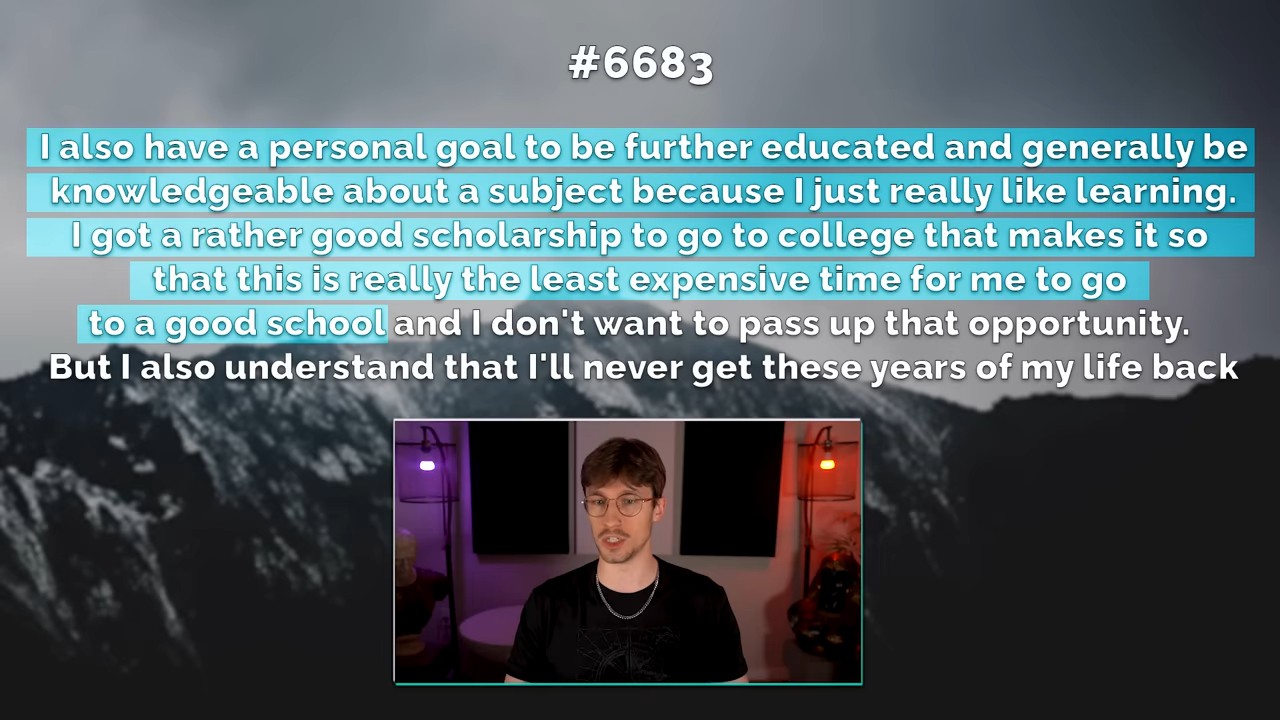 #6683
I also have a personal goal to be further educated and generally be
knowledgeable about a subject because I just really like learning.
I got a rather good scholarship to go to college that makes it so
that this is really the least expensive time for me to go
to a good school and I don't want to pass up that opportunity.
But I also understand that I'll never get these years of my life back